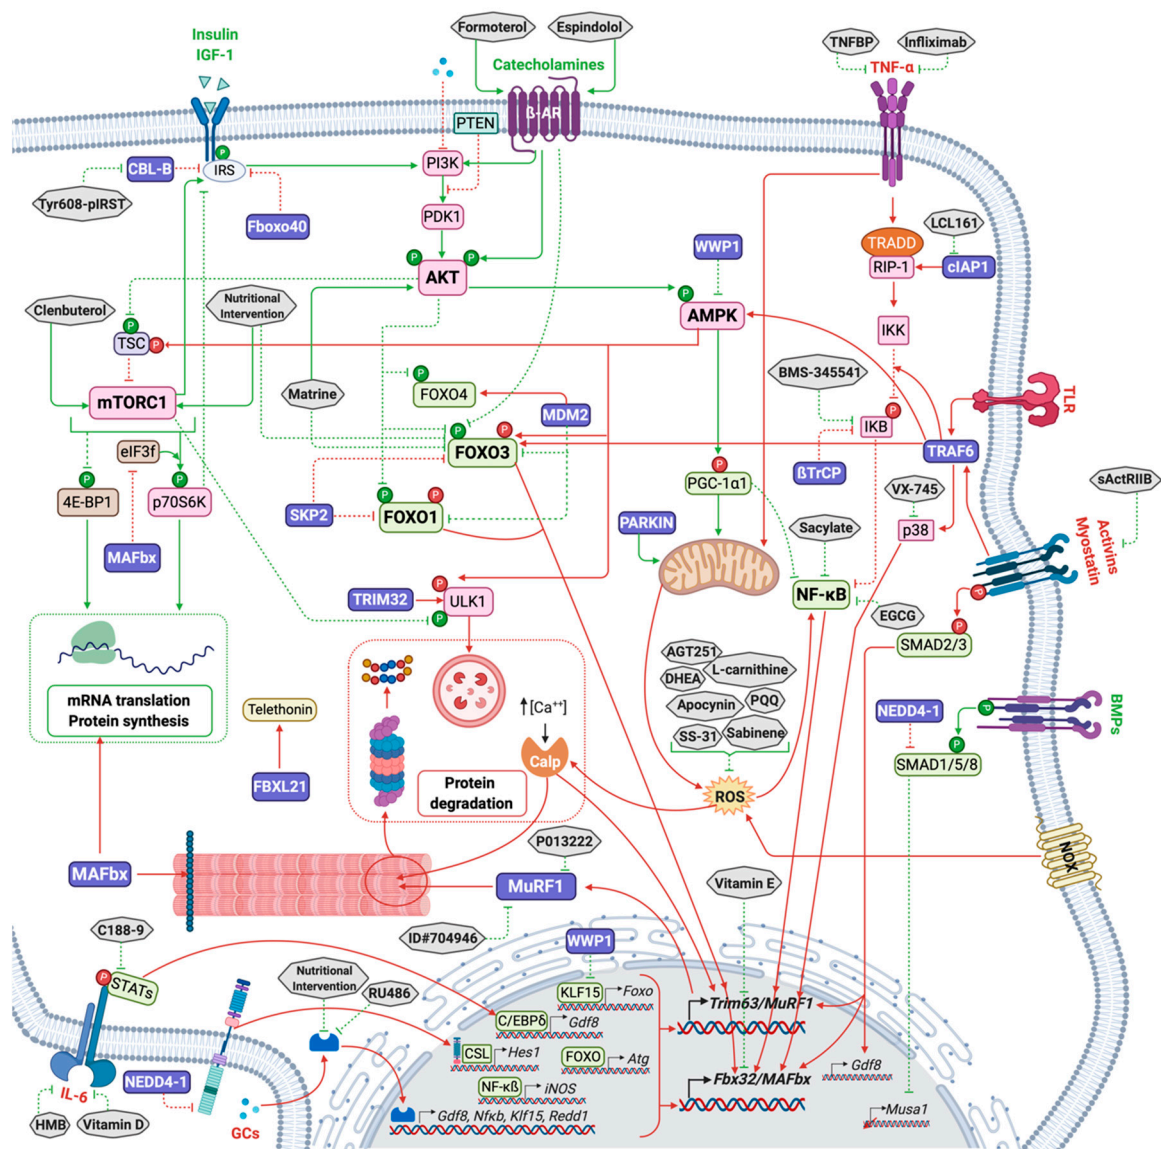 Insulin
IGF-1
Formoterol
Espindolol
Catecholamines
TNFBP
Infliximab
TNF-α
PTEN
ß-AR
P
CBL-B
IRS
PI3K
Tyr608-pIRST
Fboxo40
PDK1
LCL161
WWP1
TRADD
RIP-1
cIAP1
P
P
AKT
Clenbuterol
Nutritional
Intervention
P
AMPK
P
TSC
P
IKK
BMS-345541
TLR
mTORC1
Matrine
P
FOXO4
MDM2
P
IKB
eIF3f
P
P
FOXO3
TRAF6
P
4E-BP1
P
p70S6K
P
PGC-1α1
ßTrCP
VX-745
sActRIIB
SKP2
P
P
FOXO1
PARKIN
Sacylate
p38
Activins
Myostatin
MAFbx
P
TRIM32
ULK1
P
NF-κB
EGCG
P
P
SMAD2/3
AGT251
L-carnitine
DHEA
Apocynin
PQQ
SS-31
Sabinene
mRNA translation
Protein synthesis
Telethonin
[Ca++]
Calp
NEDD4-1
P
BMPs
P
SMAD1/5/8
FBXL21
Protein
degradation
ROS
P013222
NOX
MAFbx
MuRF1
Vitamin E
C188-9
ID#704946
WWP1
P
STATs
Nutritional
Intervention
RU486
KLF15
Foxo
Trim63/MuRF1
C/EBPδ
Gdf8
CSL
Hes1
FOXO
Atg
Gdf8
IL-6
NEDD4-1
NF-kß
iNOS
Fbx32/MAFbx
HMB
Vitamin D
GCs
Gdf8, Nfkb, Klf15, Redd1
Musa1